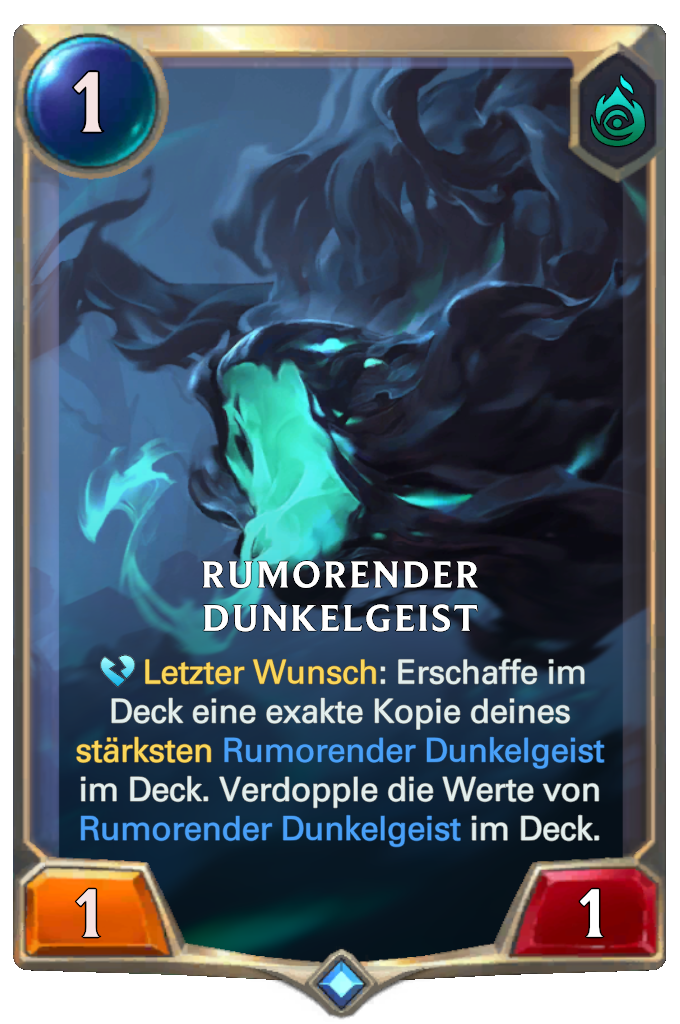 1
RUMORENDER
DUNKELGEIST
Letzter Wunsch: Erschaffe im
Deck eine exakte Kopie deines
stärksten Rumorender Dunkelgeist
im Deck. Verdopple die Werte von
Rumorender Dunkelgeist im Deck.
1
1